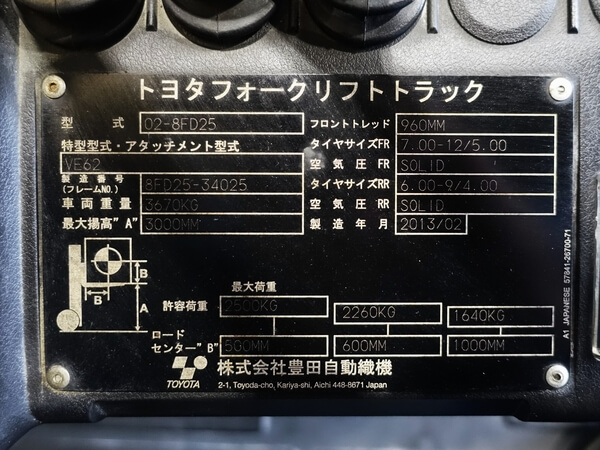 トヨタフォークリフトトラック
型 式 02-8FD25 フロントトレッド 960MM
特型型式・アタッチメント型式 タイヤサイズFR 7.00-12/5.00
VE62 空気圧FR SOLID
製造番号(フレームNO.) 8FD25-34025 タイヤサイズRR 6.00-9/4.00
車両重量 3670KG 空気圧RR SOLID
最大揚高"A" 3000MM 製造年月 2013/02
B
B
A
最大荷重
許容荷重 2500KG 2260KG 1640KG
ロードセンター"B" 500MM 600MM 1000MM
TOYOTA 株式会社豊田自動織機
2-1, Toyoda-cho, Kariya-shi, Aichi 448-8671 Japan
A1 JAPANESE 57841-26700-71